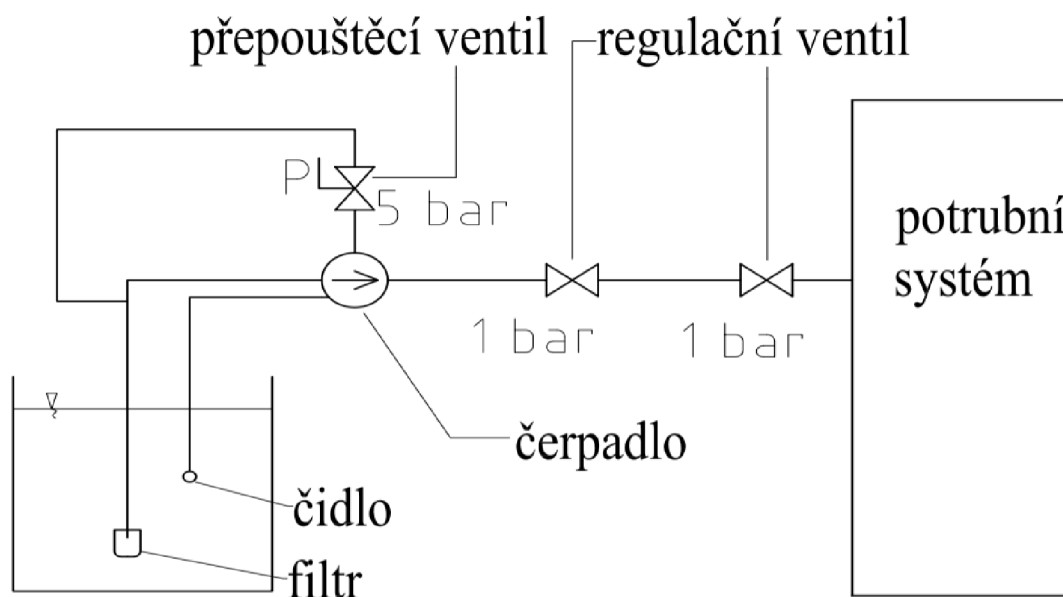 přepouštěcí ventil
regulační ventil
P
5 bar
potrubní
systém
1 bar
1 bar
čerpadlo
čidlo
filtr